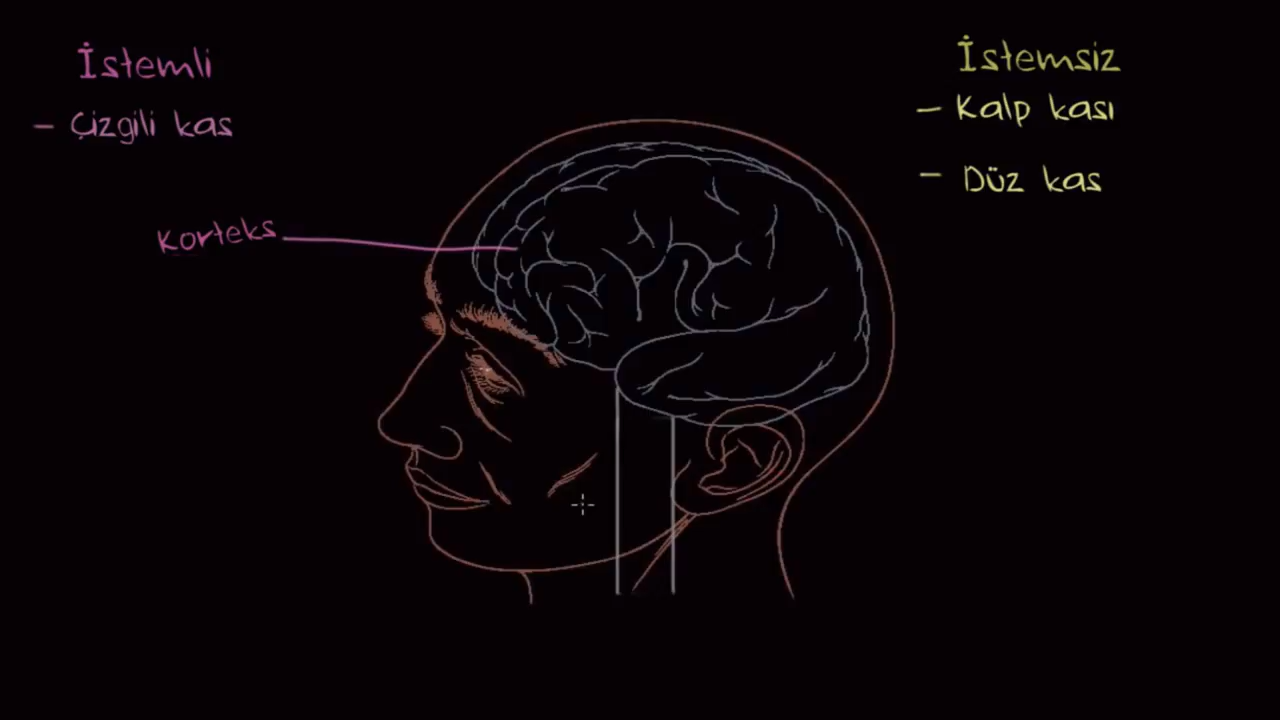 İstemli
- Çizgili kas
Korteks
İstemsiz
- Kalp kası
- Düz kas